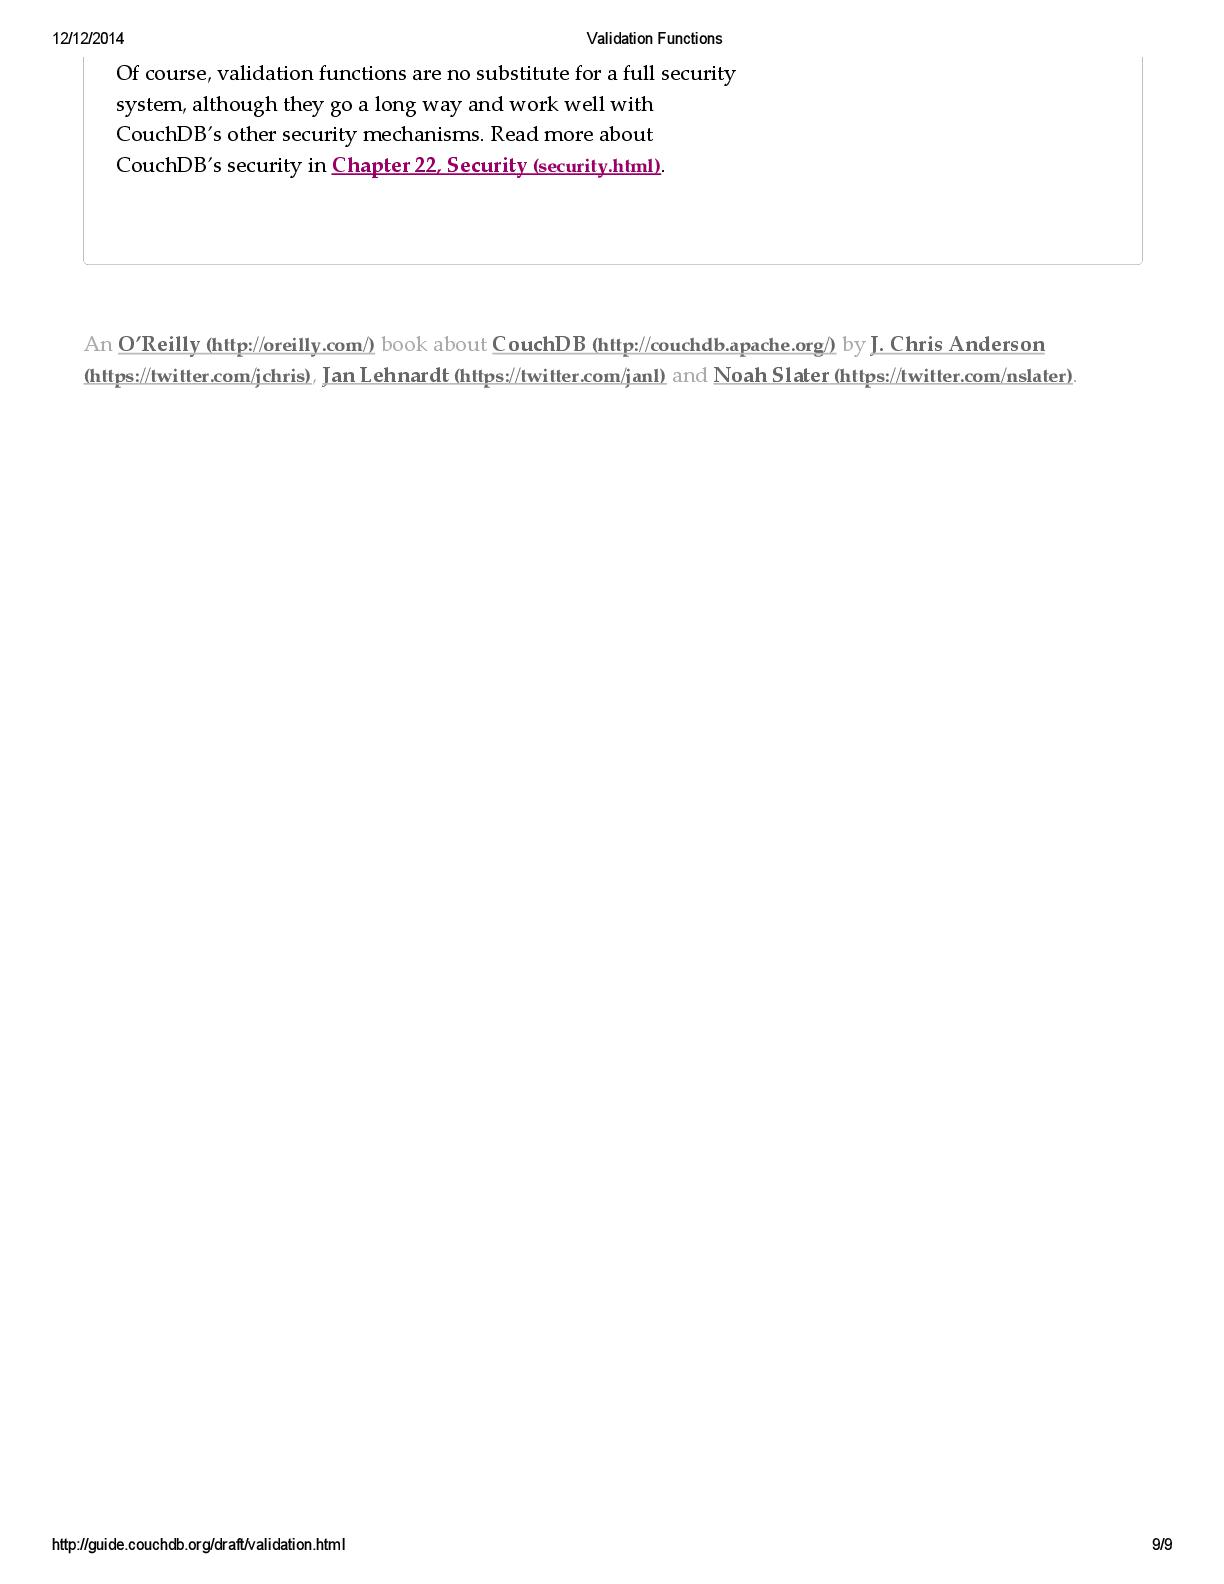 12/12/2014 Validation Functions
Of course, validation functions are no substitute for a full security
system, although they go a long way and work well with
CouchDB’s other security mechanisms. Read more about
CouchDB’s security in Chapter 22, Security (security.html).
An O’Reilly (http://oreilly.com/) book about CouchDB (http://couchdb.apache.org/) by J. Chris Anderson
(https://twitter.com/jchris), Jan Lehnardt (https://twitter.com/janl) and Noah Slater (https://twitter.com/nslater).
http://guide.couchdb.org/draft/validation.html 9/9